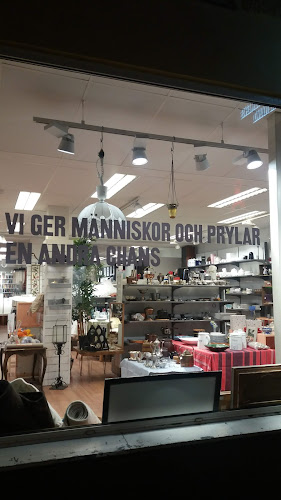 VI GER MÄNNISKOR OCH PRYLAR
EN ANDRA CHANS